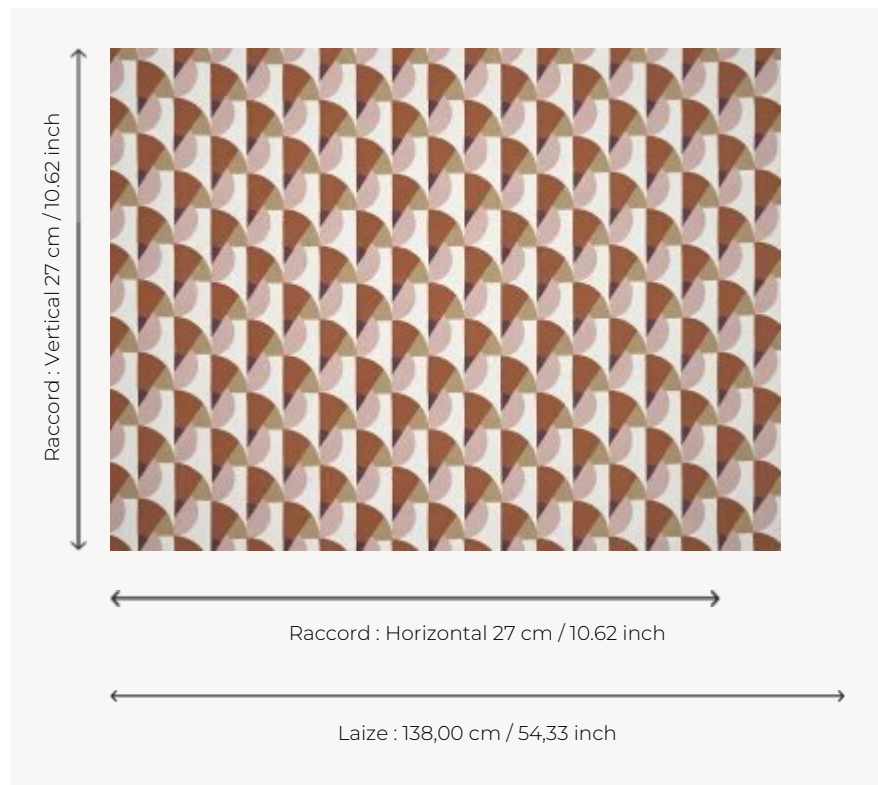 Raccord : Vertical 27 cm / 10.62 inch
Raccord : Horizontal 27 cm / 10.62 inch
Laize : 138,00 cm / 54,33 inch